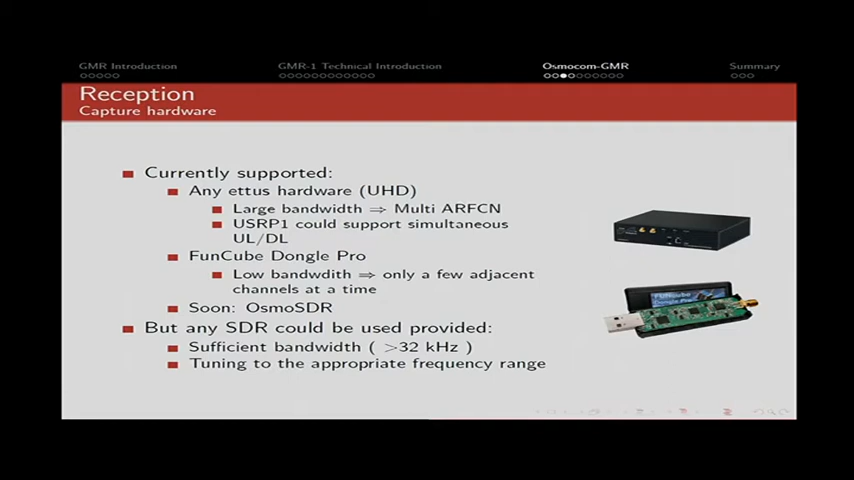 GMR Introduction
GMR-1 Technical Introduction
Osmocom-GMR
Summary
Reception
Capture hardware
Currently supported:
Any ettus hardware (UHD)
Large bandwidth ⇒ Multi ARFCN
USRP1 could support simultaneous
UL/DL
FunCube Dongle Pro
Low bandwdith ⇒ only a few adjacent
channels at a time
Soon: OsmoSDR
But any SDR could be used provided:
Sufficient bandwidth ( >32 kHz )
Tuning to the appropriate frequency range
FUNcube
Dongle Pro